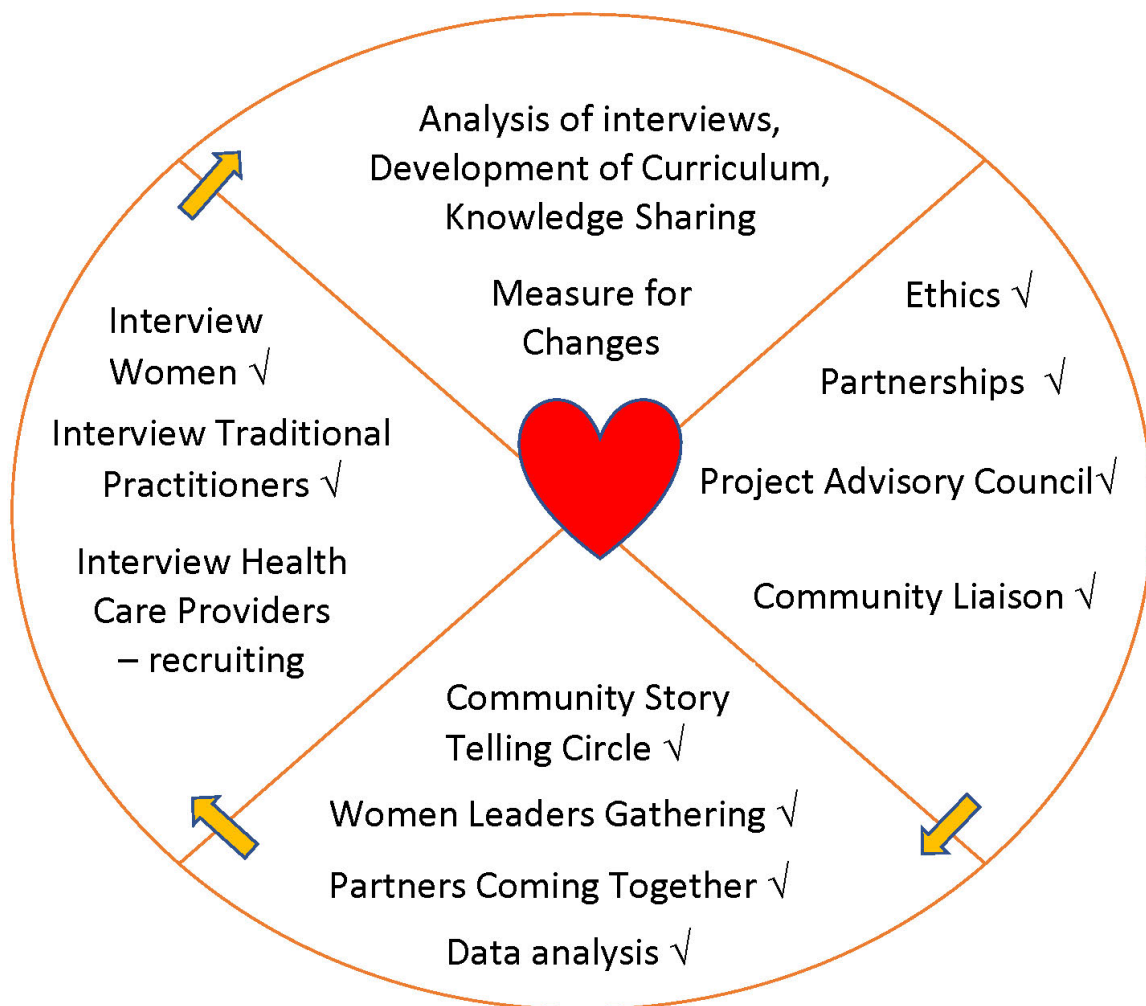 Analysis of interviews,
Development of Curriculum,
Knowledge Sharing
Measure for
Changes
Ethics √
Partnerships √
Project Advisory Council√
Community Liaison √
Community Story
Telling Circle √
Women Leaders Gathering √
Partners Coming Together √
Data analysis √
Interview
Women √
Interview Traditional
Practitioners √
Interview Health
Care Providers
– recruiting